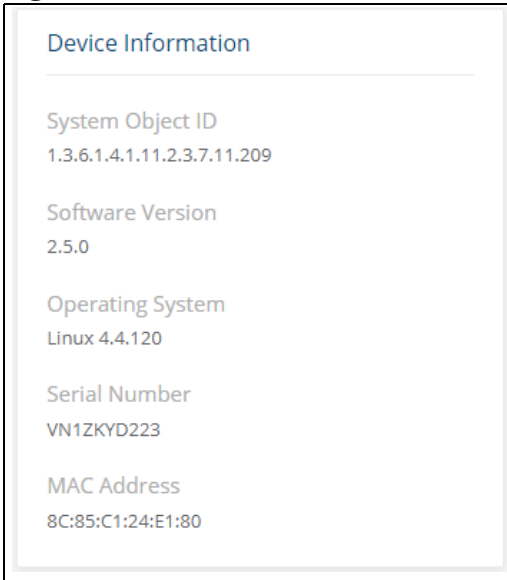 Device Information
System Object ID
1.3.6.1.4.1.11.2.3.7.11.209
Software Version
2.5.0
Operating System
Linux 4.4.120
Serial Number
VN1ZKYD223
MAC Address
8C:85:C1:24:E1:80